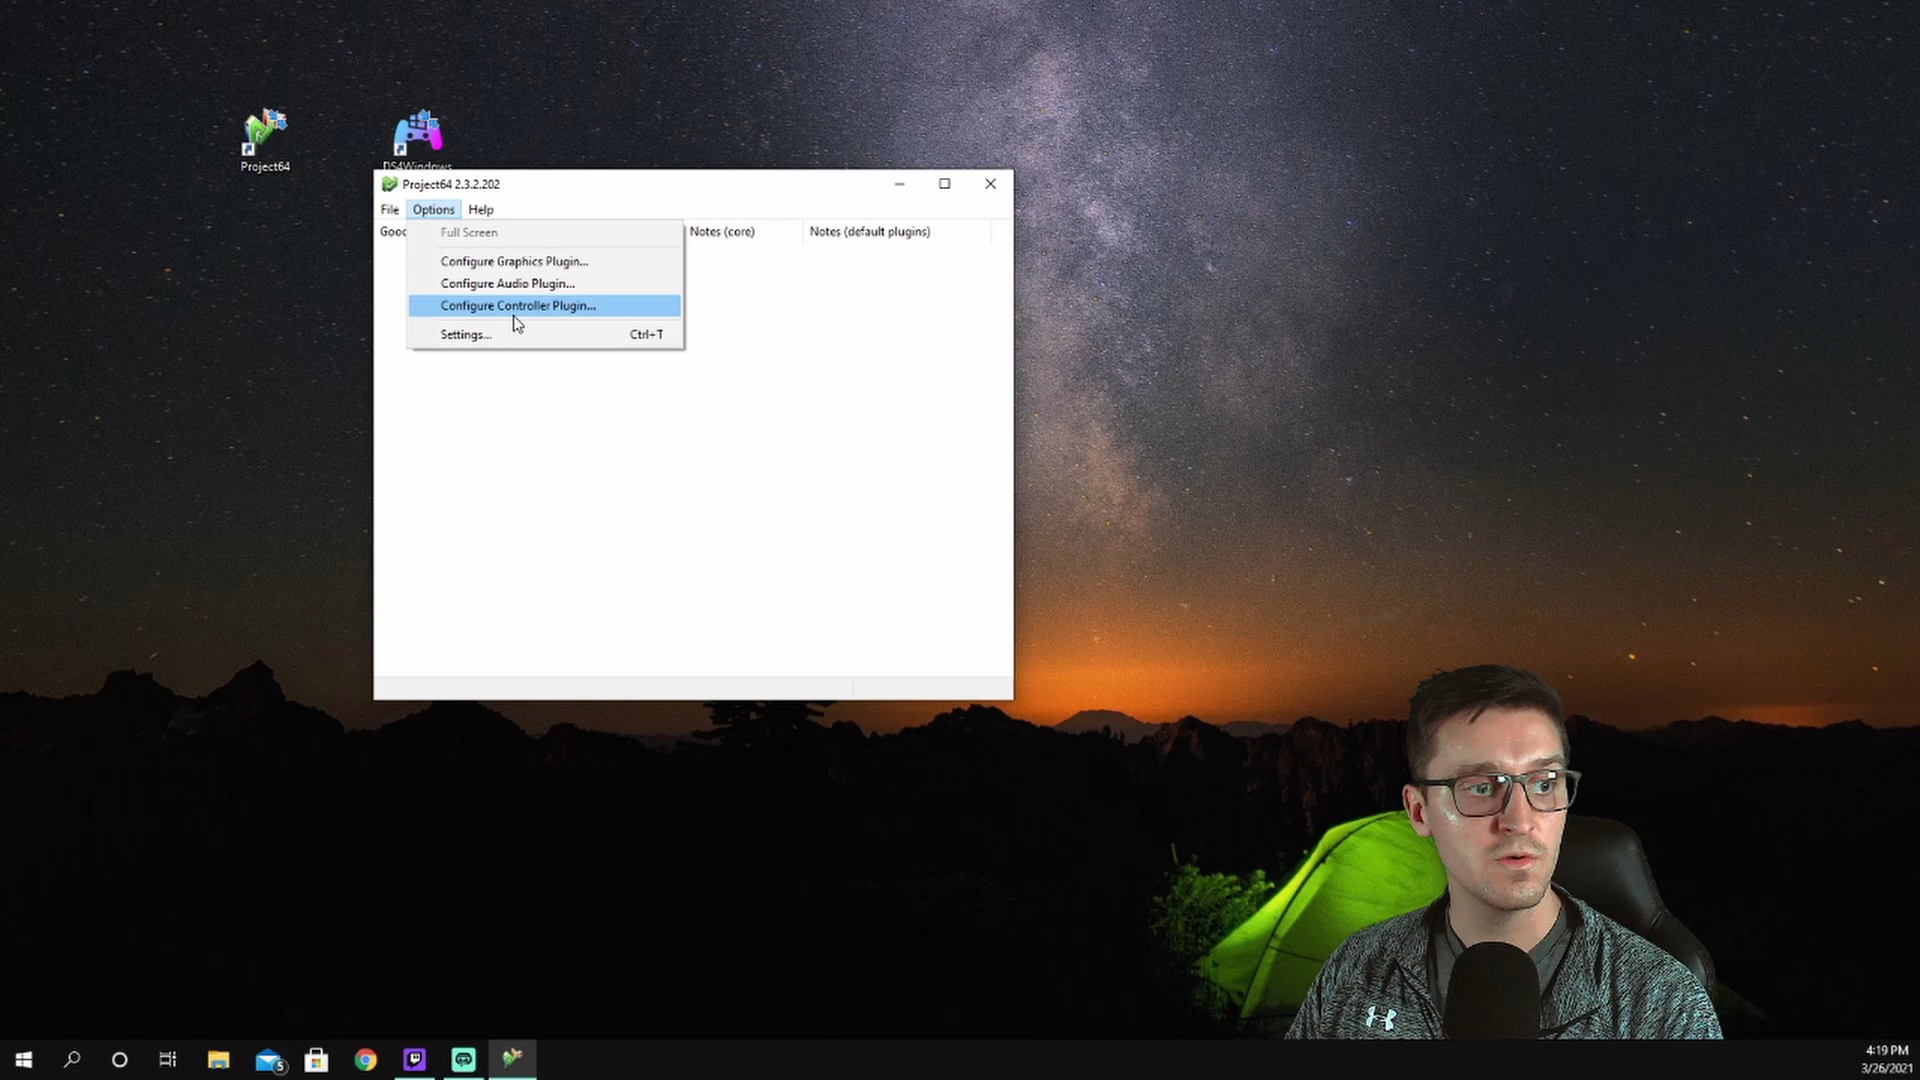 Project64
DS4Windows
Project64 2.3.2.202
File Options Help
Good Notes (core) Notes (default plugins)
Full Screen
Configure Graphics Plugin...
Configure Audio Plugin...
Configure Controller Plugin...
Settings... Ctrl+T
5
4:19 PM
3/26/2021